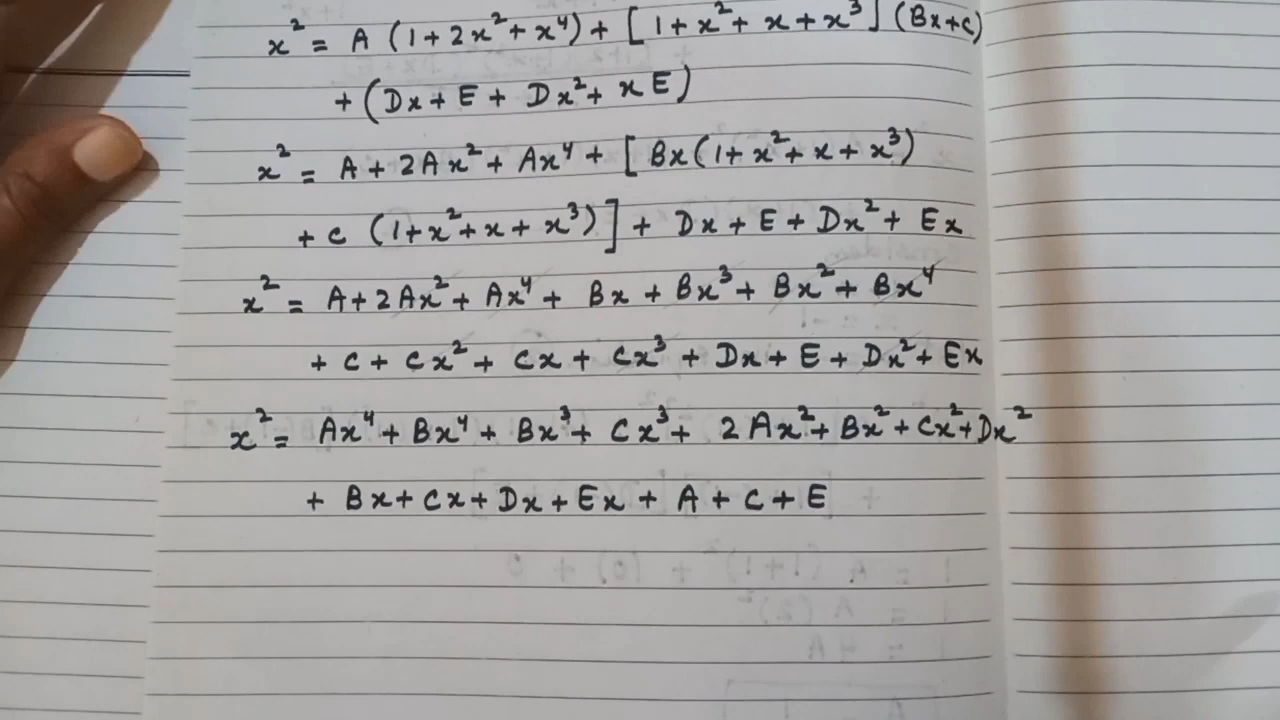 x² = A (1 + 2x² + x⁴) + [ 1 + x² + x + x³ ] (Bx + C)
+ (Dx + E + Dx² + xE)
x² = A + 2Ax² + Ax⁴ + [ Bx (1 + x² + x + x³)
+ C (1 + x² + x + x³) ] + Dx + E + Dx² + Ex
x² = A + 2Ax² + Ax⁴ + Bx + Bx³ + Bx² + Bx⁴
+ C + Cx² + Cx + Cx³ + Dx + E + Dx² + Ex
x² = Ax⁴ + Bx⁴ + Bx³ + Cx³ + 2Ax² + Bx² + Cx² + Dx²
+ Bx + Cx + Dx + Ex + A + C + E